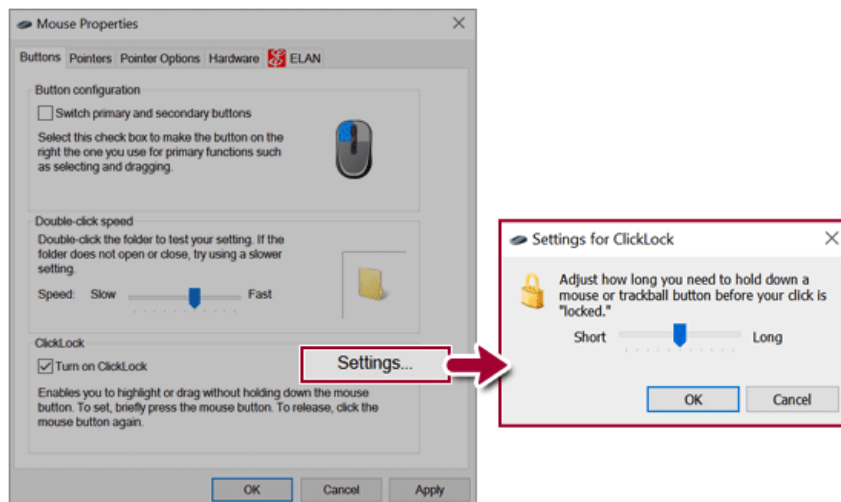 Mouse Properties
Buttons Pointers Pointer Options Hardware ELAN
Button configuration
Switch primary and secondary buttons
Select this check box to make the button on the
right the one you use for primary functions such
as selecting and dragging.
Double-click speed
Double-click the folder to test your setting. If the
folder does not open or close, try using a slower
setting.
Speed: Slow Fast
ClickLock
Turn on ClickLock
Settings...
Enables you to highlight or drag without holding down the mouse
button. To set, briefly press the mouse button. To release, click the
mouse button again.
OK Cancel Apply
Settings for ClickLock
Adjust how long you need to hold down a
mouse or trackball button before your click is
"locked."
Short Long
OK Cancel